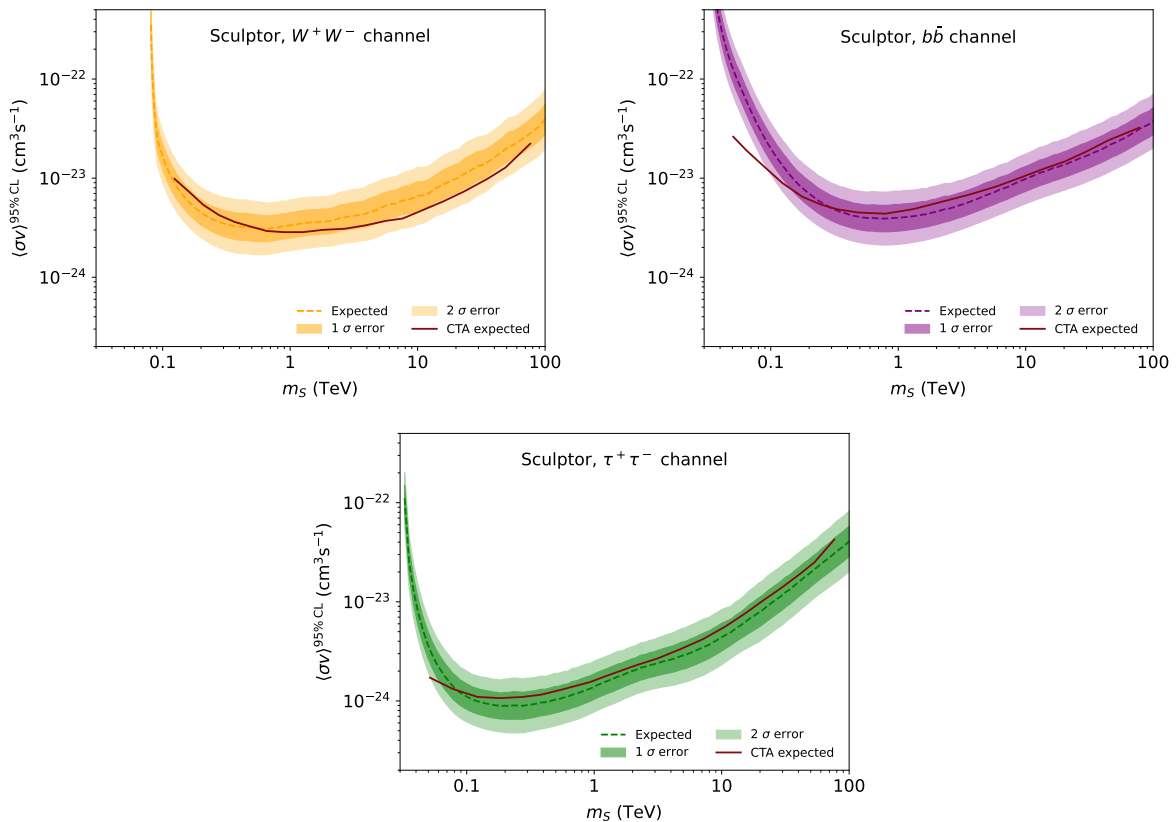 Sculptor, W⁺W⁻ channel
⟨σv⟩⁹⁵%ᶜᴸ (cm³s⁻¹)
10⁻²²
10⁻²³
10⁻²⁴
Expected
1 σ error
2 σ error
CTA expected
0.1 1 10 100
m_S (TeV)
Sculptor, bb̄ channel
⟨σv⟩⁹⁵%ᶜᴸ (cm³s⁻¹)
10⁻²²
10⁻²³
10⁻²⁴
Expected
1 σ error
2 σ error
CTA expected
0.1 1 10 100
m_S (TeV)
Sculptor, τ⁺τ⁻ channel
⟨σv⟩⁹⁵%ᶜᴸ (cm³s⁻¹)
10⁻²²
10⁻²³
10⁻²⁴
Expected
1 σ error
2 σ error
CTA expected
0.1 1 10 100
m_S (TeV)